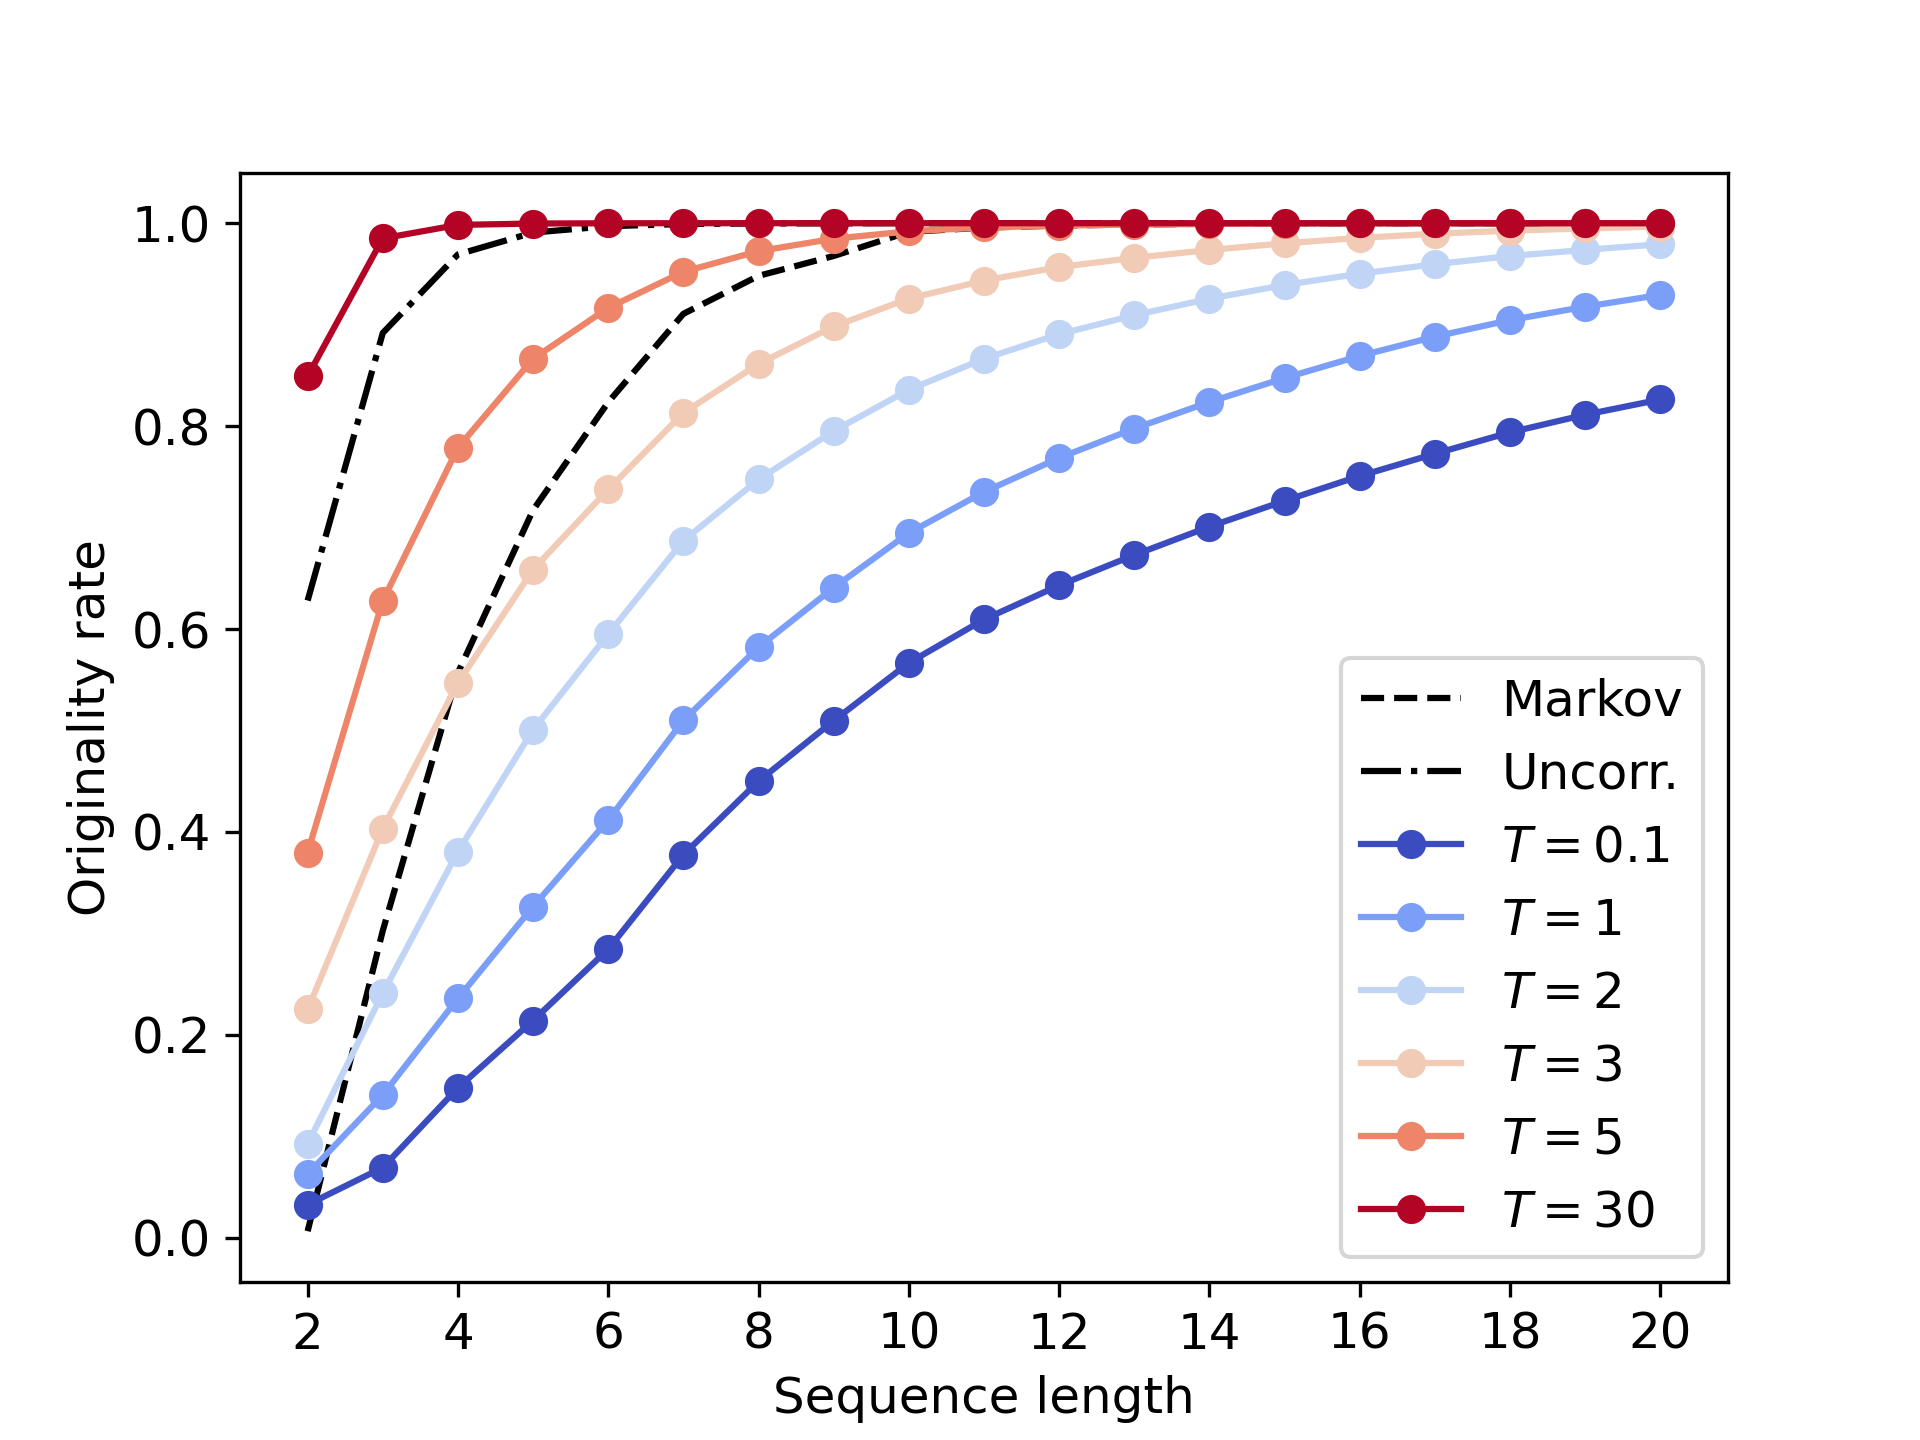 1.0
0.8
0.6
0.4
0.2
0.0
Originality rate
2 4 6 8 10 12 14 16 18 20
Sequence length
Markov
Uncorr.
T = 0.1
T = 1
T = 2
T = 3
T = 5
T = 30